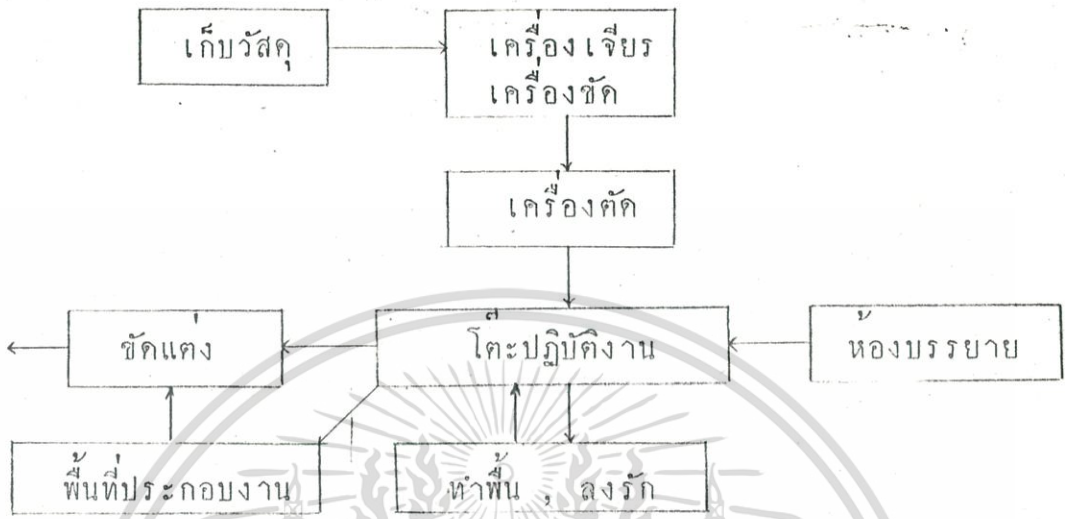 เก็บวัสดุ
เครื่องเจียร
เครื่องขัด
เครื่องตัด
ขัดแต่ง
โต๊ะปฏิบัติงาน
ห้องบรรยาย
พื้นที่ประกอบงาน
ทำพื้น , ลงรัก